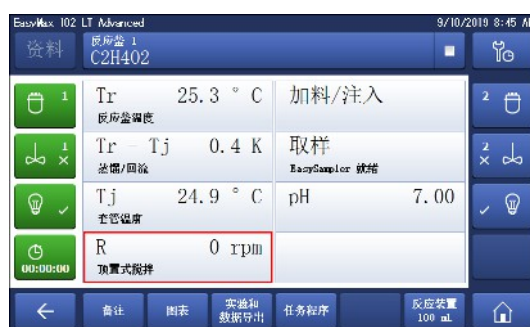 EasyMax 102 LT Advanced 9/10/2019 8:45 AM
资料
反应釜 1
C2H4O2
1
Tr 25.3 ° C
反应釜温度
加料/注入
2
1
Tr - Tj 0.4 K
蒸馏/回流
取样
EasySampler 就绪
2
Tj 24.9 ° C
套管温度
pH 7.00
00:00:00
R 0 rpm
顶置式搅拌
备注
图表
实验和
数据导出
任务程序
反应装置
100 mL